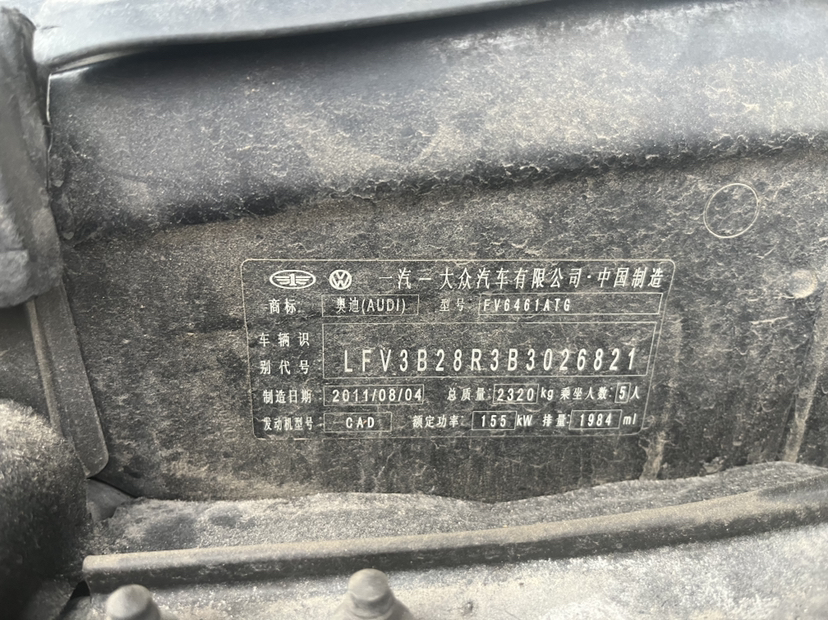 一汽－大众汽车有限公司·中国制造
商标: 奥迪(AUDI) 型号: FV6461ATG
车辆识
别代号: LFV3B28R3B3026821
制造日期: 2011/08/04 总质量: 2320 kg 乘坐人数: 5 人
发动机型号: CAD 额定功率: 155 kW 排量: 1984 ml